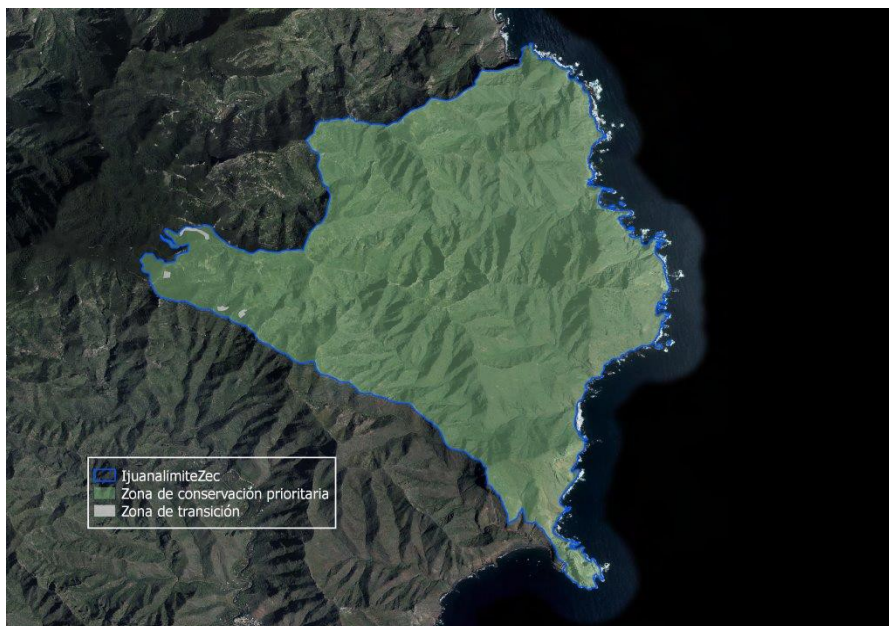 IjuanalimiteZec
Zona de conservación prioritaria
Zona de transición